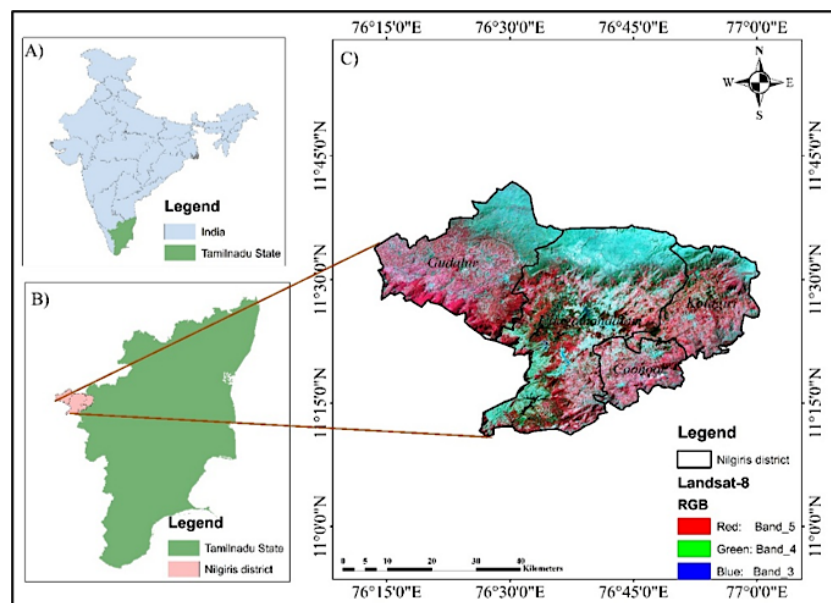 A)
Legend
India
Tamilnadu State
B)
Legend
Tamilnadu State
Nilgiris district
C)
76°15'0"E 76°30'0"E 76°45'0"E 77°0'0"E
N
W E
S
11°45'0"N 11°45'0"N
11°30'0"N 11°30'0"N
11°15'0"N 11°15'0"N
11°0'0"N 11°0'0"N
Gudalur
Coonoor
Legend
Nilgiris district
Landsat-8
RGB
Red: Band_5
Green: Band_4
Blue: Band_3
0 2 5 10 20 30 40
Kilometers
76°15'0"E 76°30'0"E 76°45'0"E 77°0'0"E